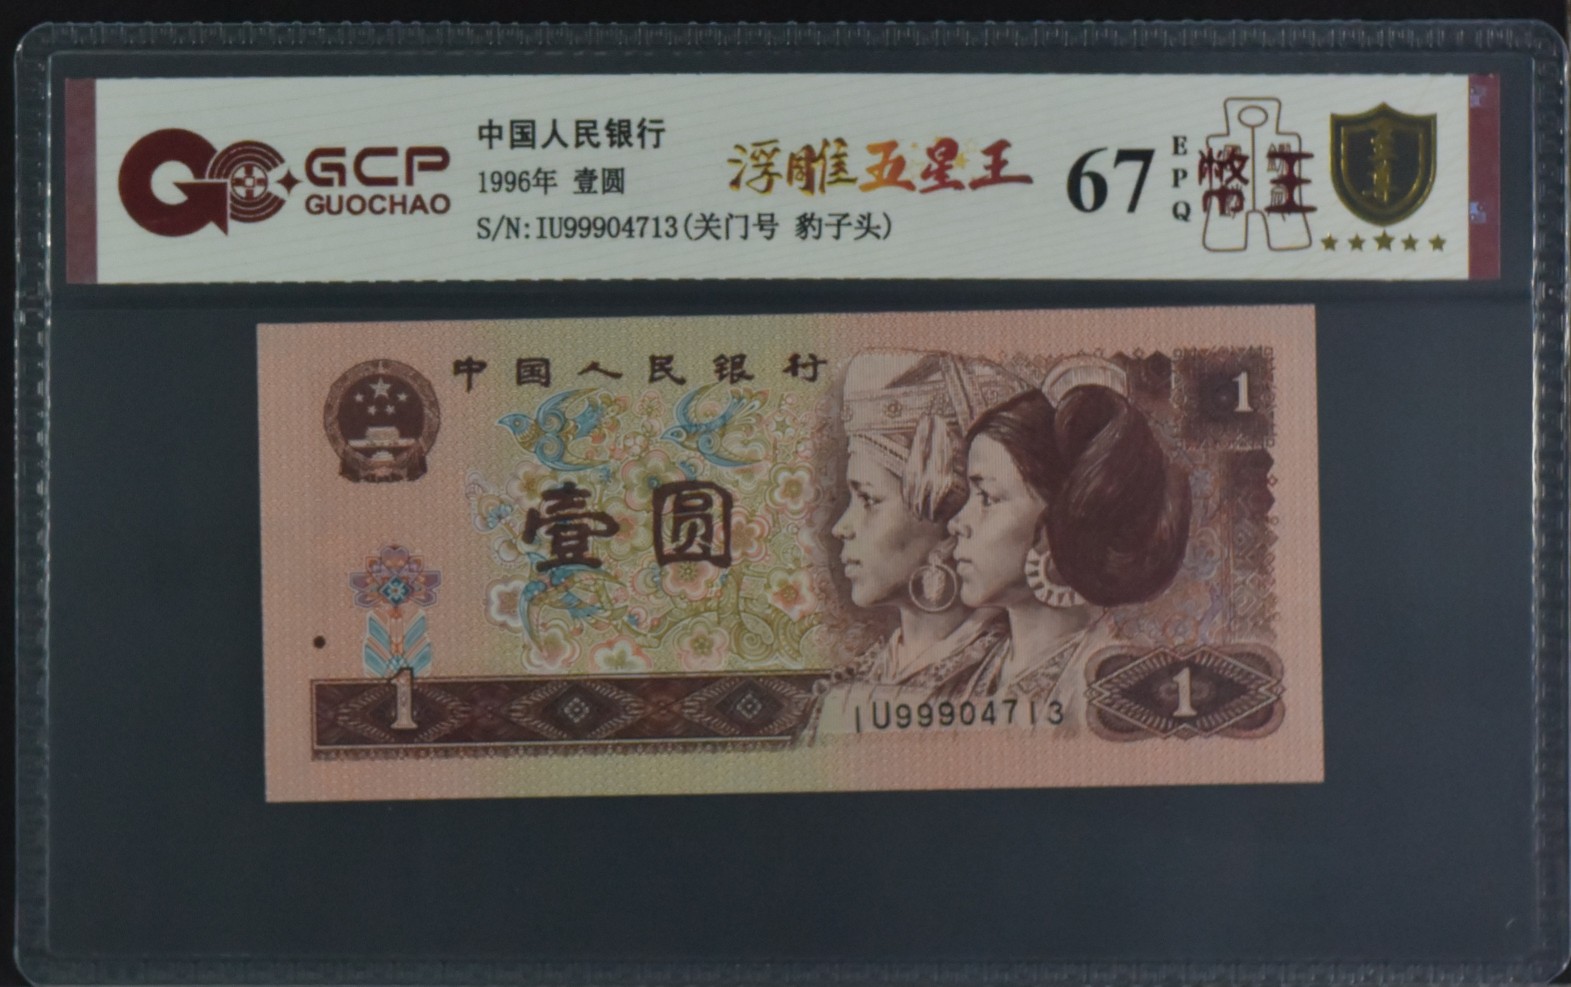 GCP
GUOCHAO
中国人民银行
1996年 壹圆
S/N:IU99904713(关门号 豹子头)
浮雕五星王
67
EPQ
至尊
中国人民银行
1
壹圆
1
IU99904713
1